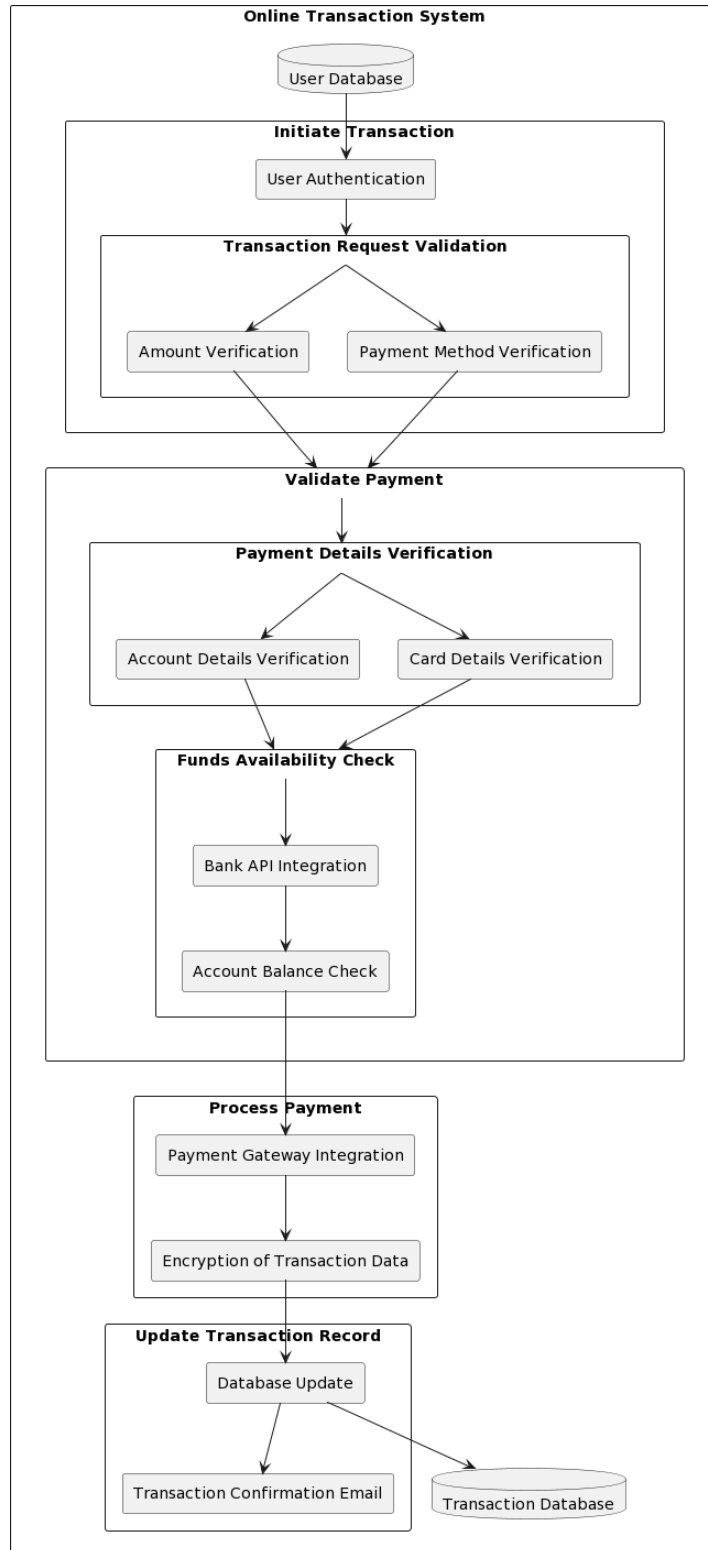 Online Transaction System
User Database
Initiate Transaction
User Authentication
Transaction Request Validation
Amount Verification
Payment Method Verification
Validate Payment
Payment Details Verification
Account Details Verification
Card Details Verification
Funds Availability Check
Bank API Integration
Account Balance Check
Process Payment
Payment Gateway Integration
Encryption of Transaction Data
Update Transaction Record
Database Update
Transaction Confirmation Email
Transaction Database